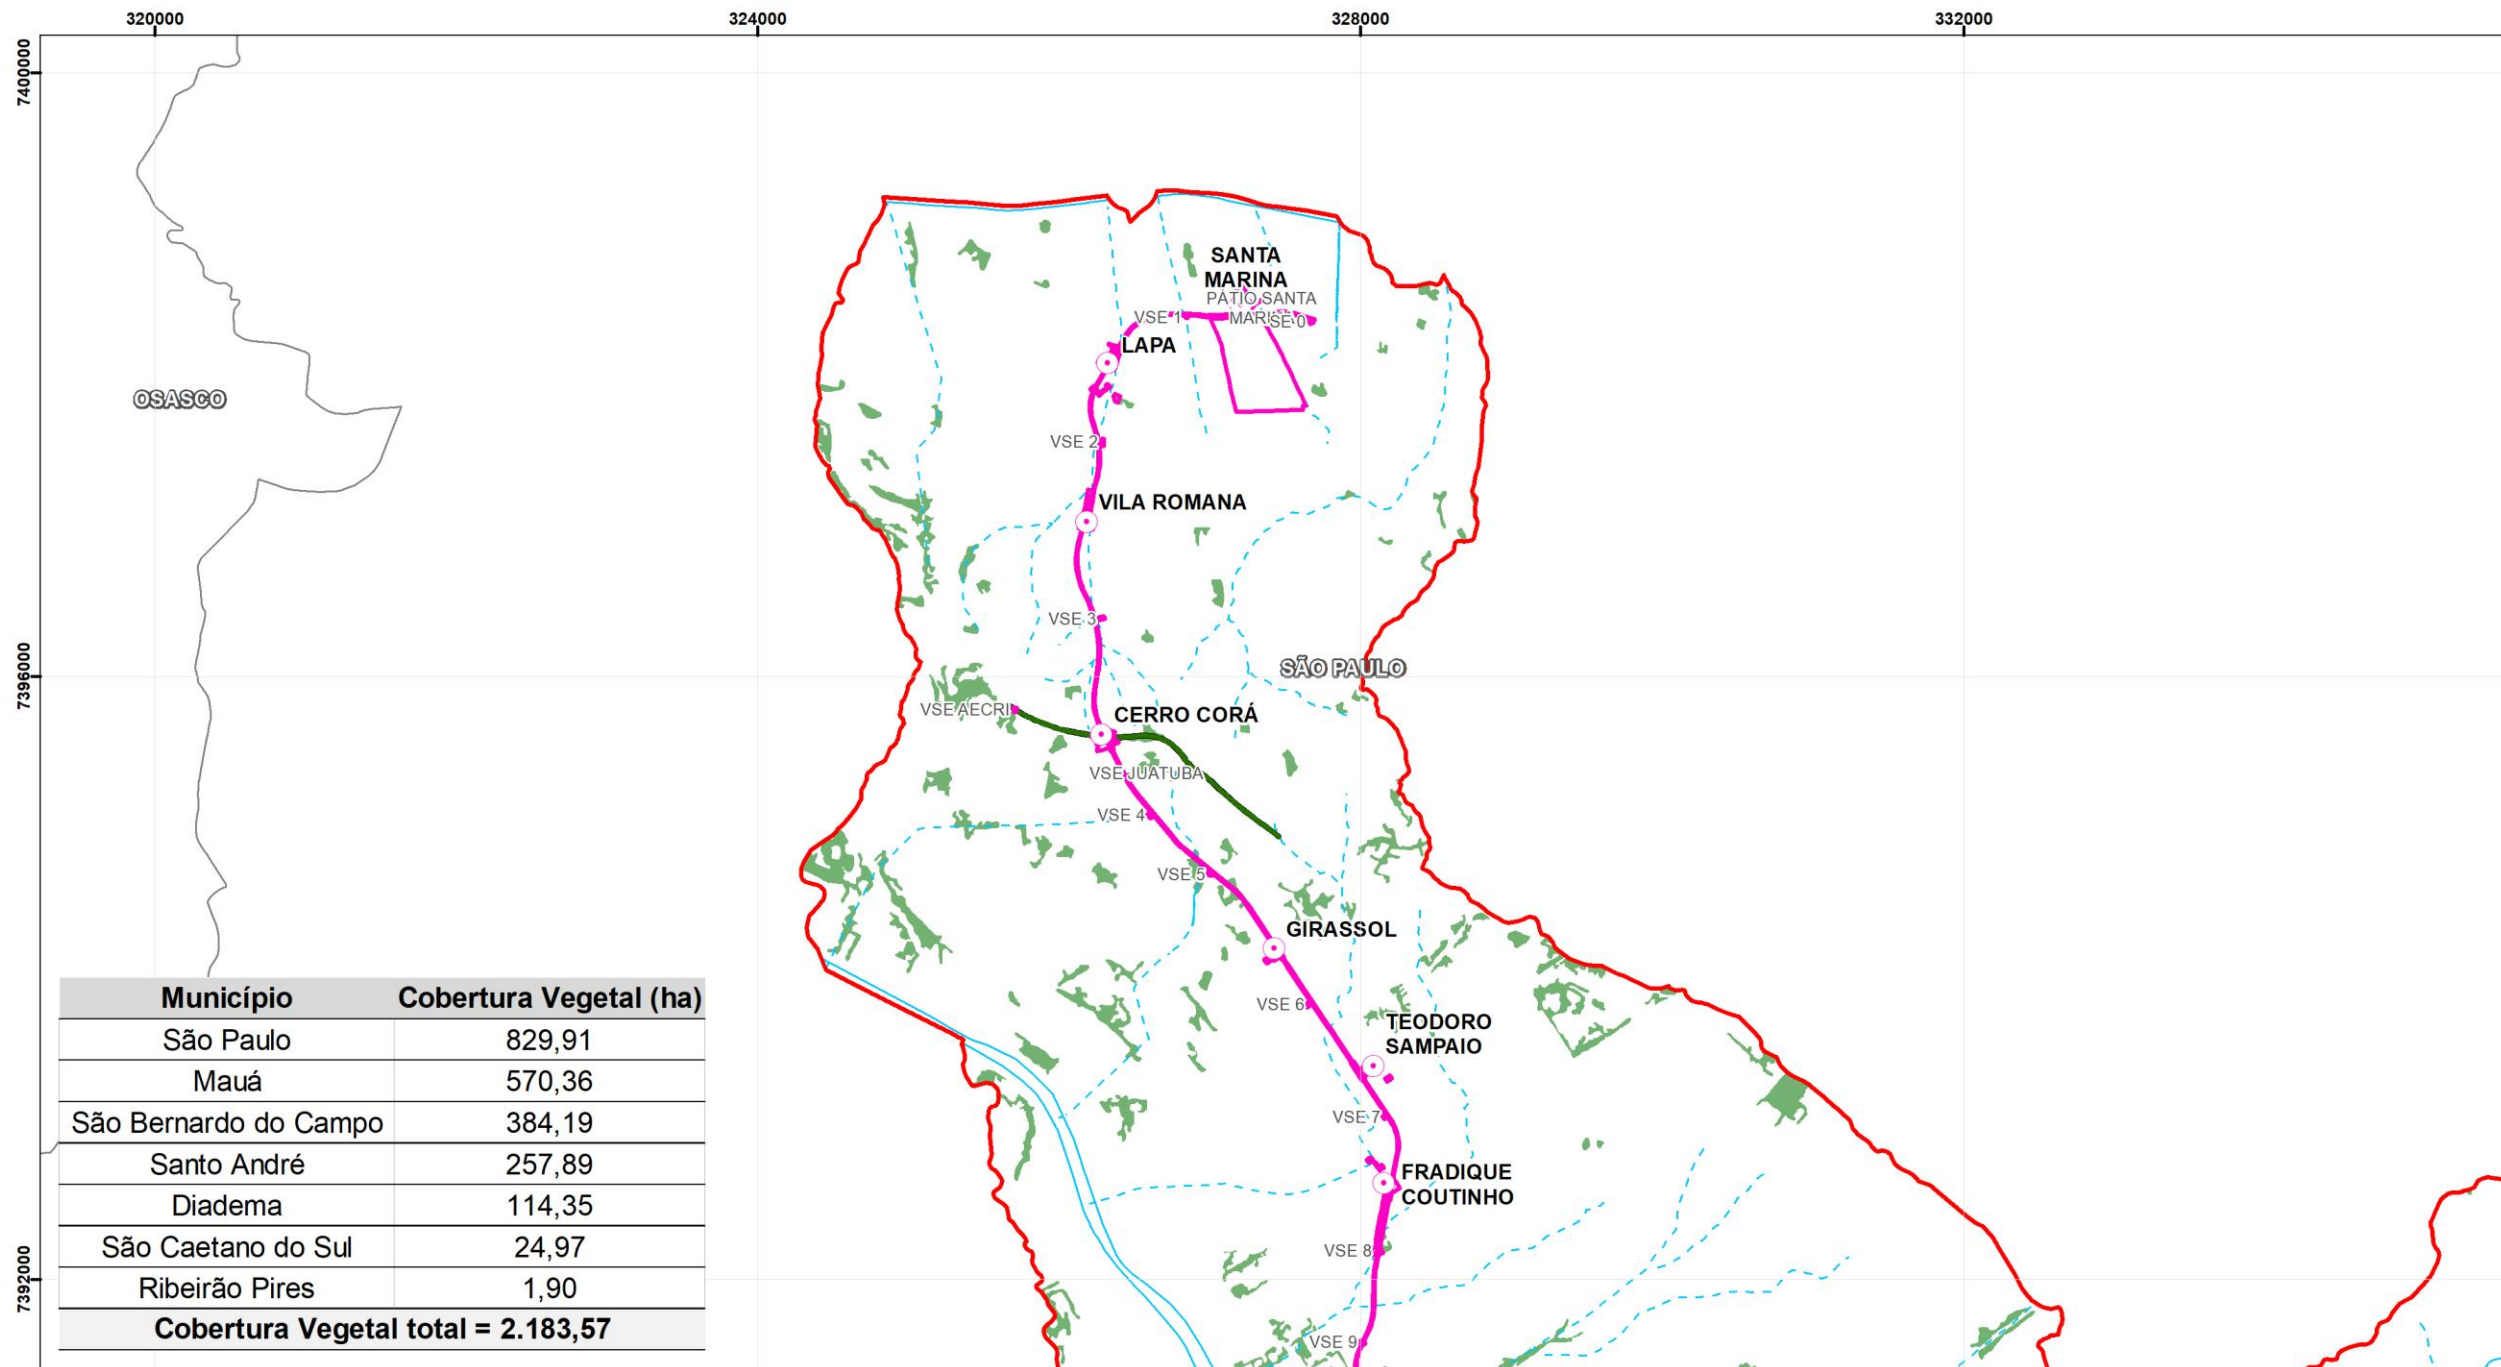 320000 324000 328000 332000
7400000
SANTA
MARINA
PÁTIO SANTA
VSE 1
SE 0
LAPA
OSASCO
VSE 2
VILA ROMANA
VSE 3
7396000
SÃO PAULO
VSE AECRI
CERRO CORÁ
VSE JUATUBA
VSE 4
VSE 5
GIRASSOL
VSE 6
TEODORO
SAMPAIO
VSE 7
FRADIQUE
COUTINHO
VSE 8
7392000
VSE 9
Município Cobertura Vegetal (ha)
São Paulo 829,91
Mauá 570,36
São Bernardo do Campo 384,19
Santo André 257,89
Diadema 114,35
São Caetano do Sul 24,97
Ribeirão Pires 1,90
Cobertura Vegetal total = 2.183,57